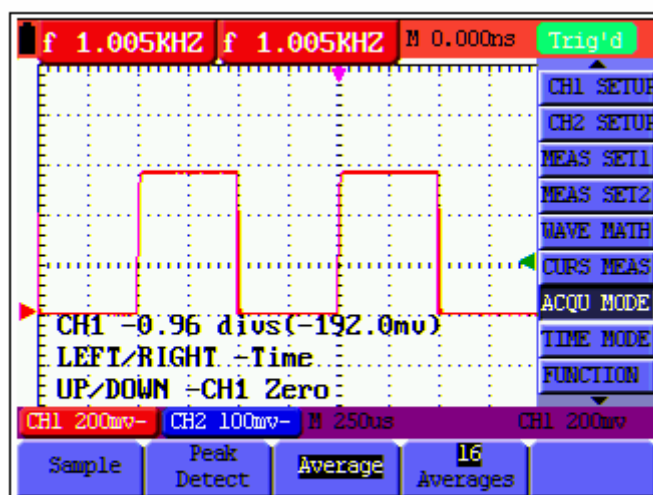 f 1.005KHZ f 1.005KHZ M 0.000ns Trig'd
CH1 SETUP
CH2 SETUP
MEAS SET1
MEAS SET2
WAVE MATH
CURS MEAS
ACQU MODE
TIME MODE
FUNCTION
CH1 -0.96 divs(-192.0mv)
LEFT/RIGHT -Time
UP/DOWN -CH1 Zero
CH1 200mv- CH2 100mv- M 250us CH1 200mv
Sample
Peak
Detect
Average
16
Averages